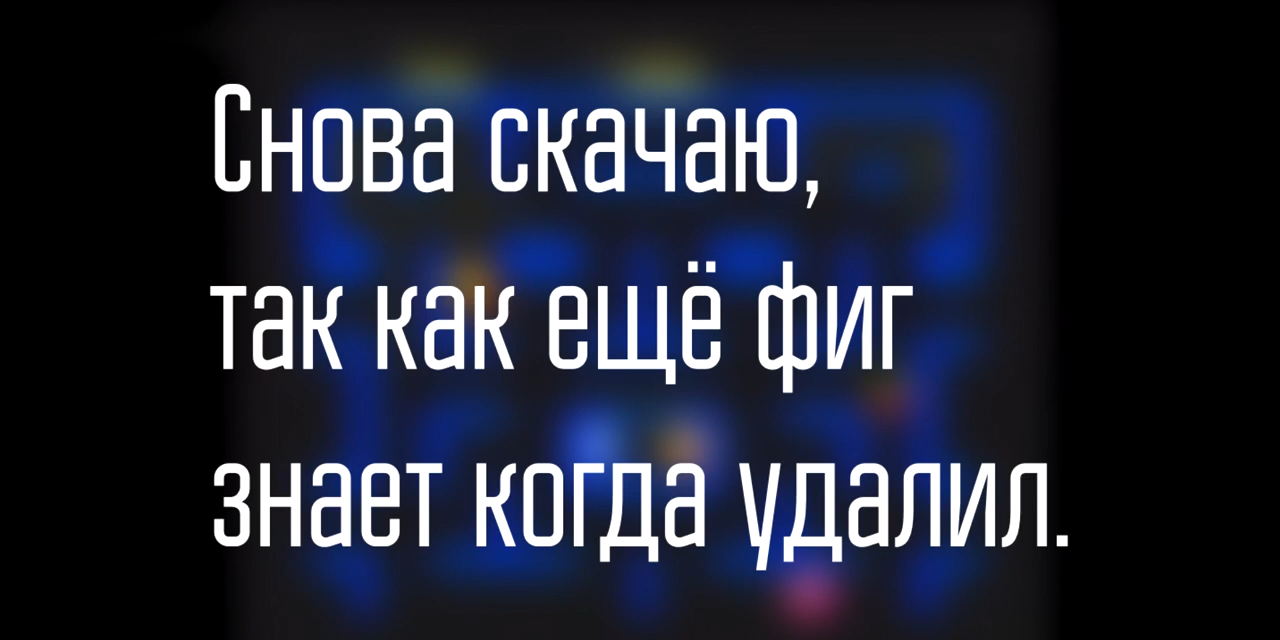 Снова скачаю,
так как ещё фиг
знает когда удалил.